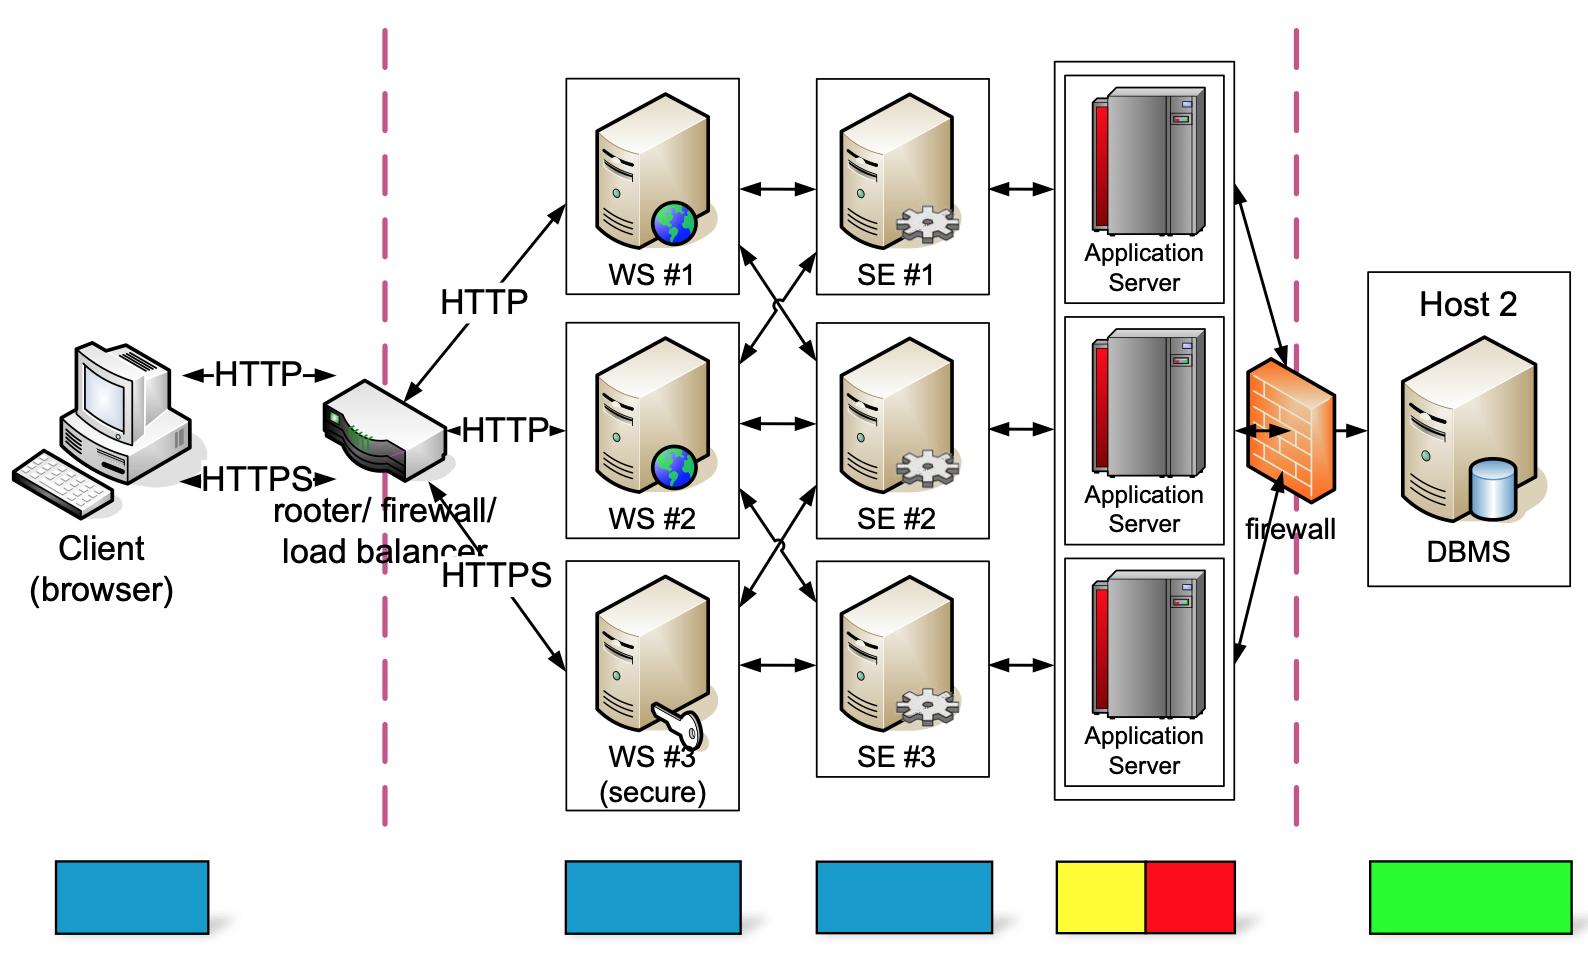 WS #1
SE #1
Application
Server
HTTP
Host 2
HTTP
HTTP
HTTPS
rooter/ firewall/
load balancer
Client
(browser)
WS #2
SE #2
Application
Server
firewall
DBMS
HTTPS
WS #3
(secure)
SE #3
Application
Server